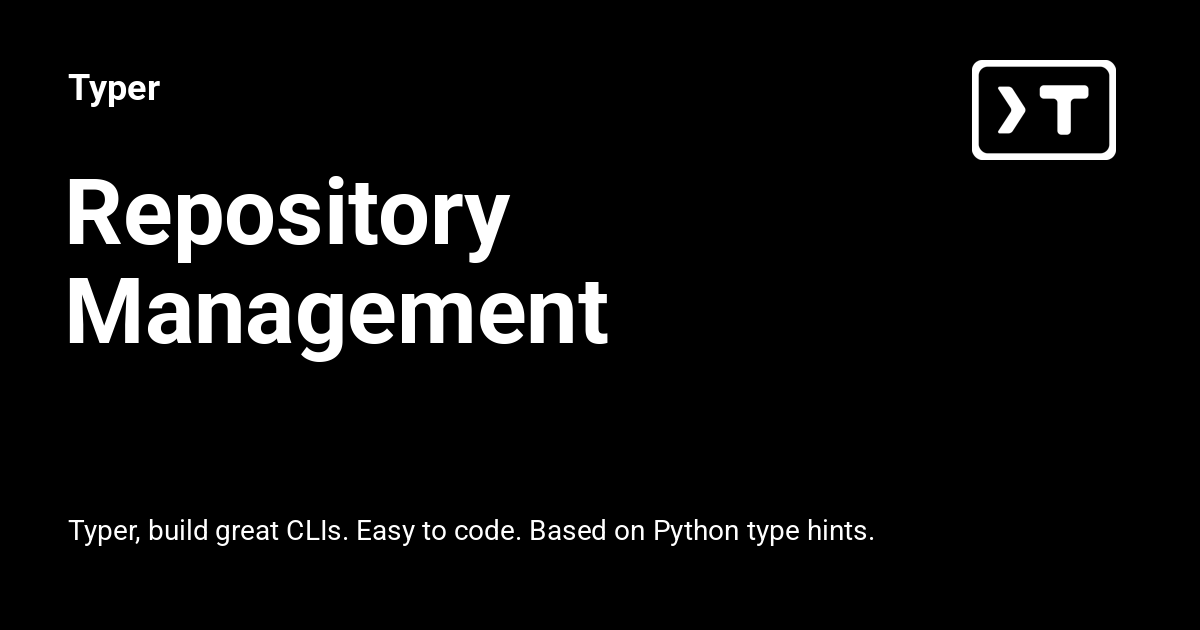 Typer
❯ T
Repository
Management
Typer, build great CLIs. Easy to code. Based on Python type hints.